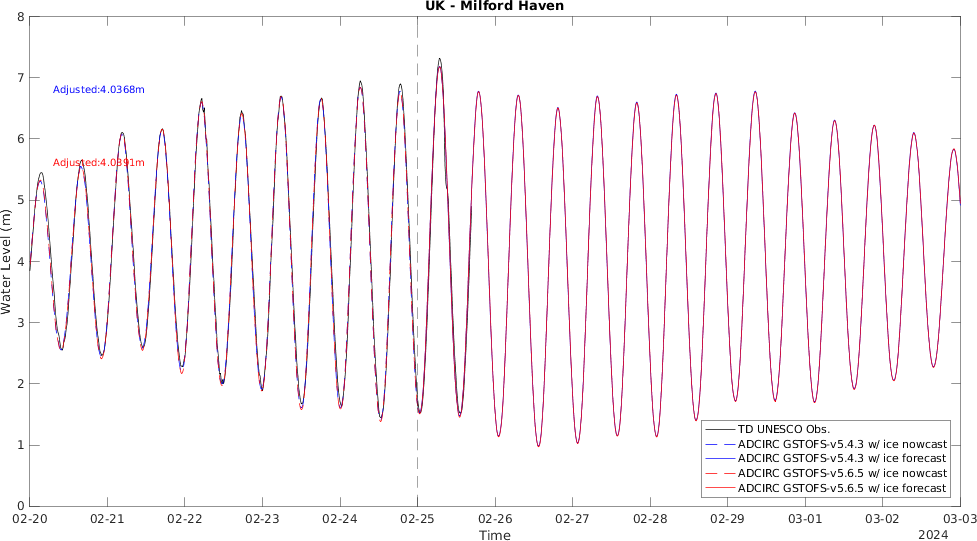 UK - Milford Haven
8
7
6
5
4
3
2
1
0
Water Level (m)
Adjusted:4.0368m
Adjusted:4.0391m
TD UNESCO Obs.
ADCIRC GSTOFS-v5.4.3 w/ ice nowcast
ADCIRC GSTOFS-v5.4.3 w/ ice forecast
ADCIRC GSTOFS-v5.6.5 w/ ice nowcast
ADCIRC GSTOFS-v5.6.5 w/ ice forecast
02-20 02-21 02-22 02-23 02-24 02-25 02-26 02-27 02-28 02-29 03-01 03-02 03-03
Time
2024